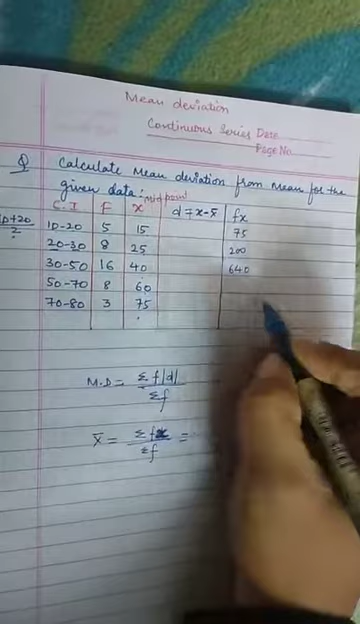 Mean deviation
Continuous Series Date
Page No.
Q Calculate Mean deviation from Mean for the
given data:
C.I F x mid point d = x - x̄ fx
10+20
2
10-20 5 15 75
20-30 8 25 200
30-50 16 40 640
50-70 8 60
70-80 3 75
M.D = Σf|d|
Σf
x̄ = Σfx =
Σf